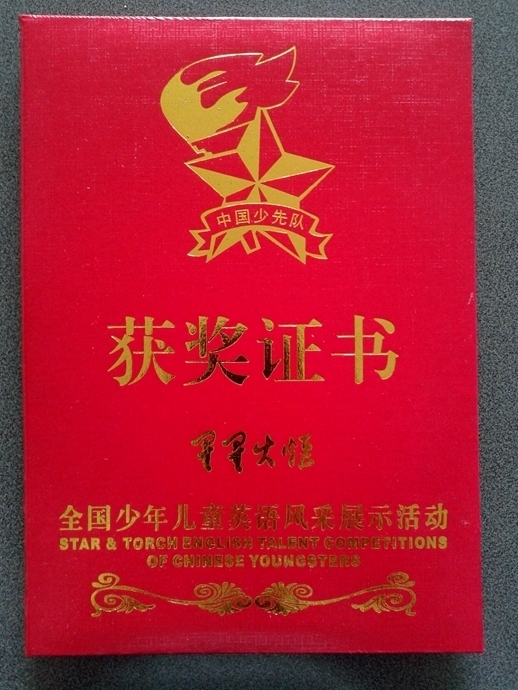 中国少先队
获奖证书
星星火炬
全国少年儿童英语风采展示活动
STAR & TORCH ENGLISH TALENT COMPETITIONS
OF CHINESE YOUNGSTERS